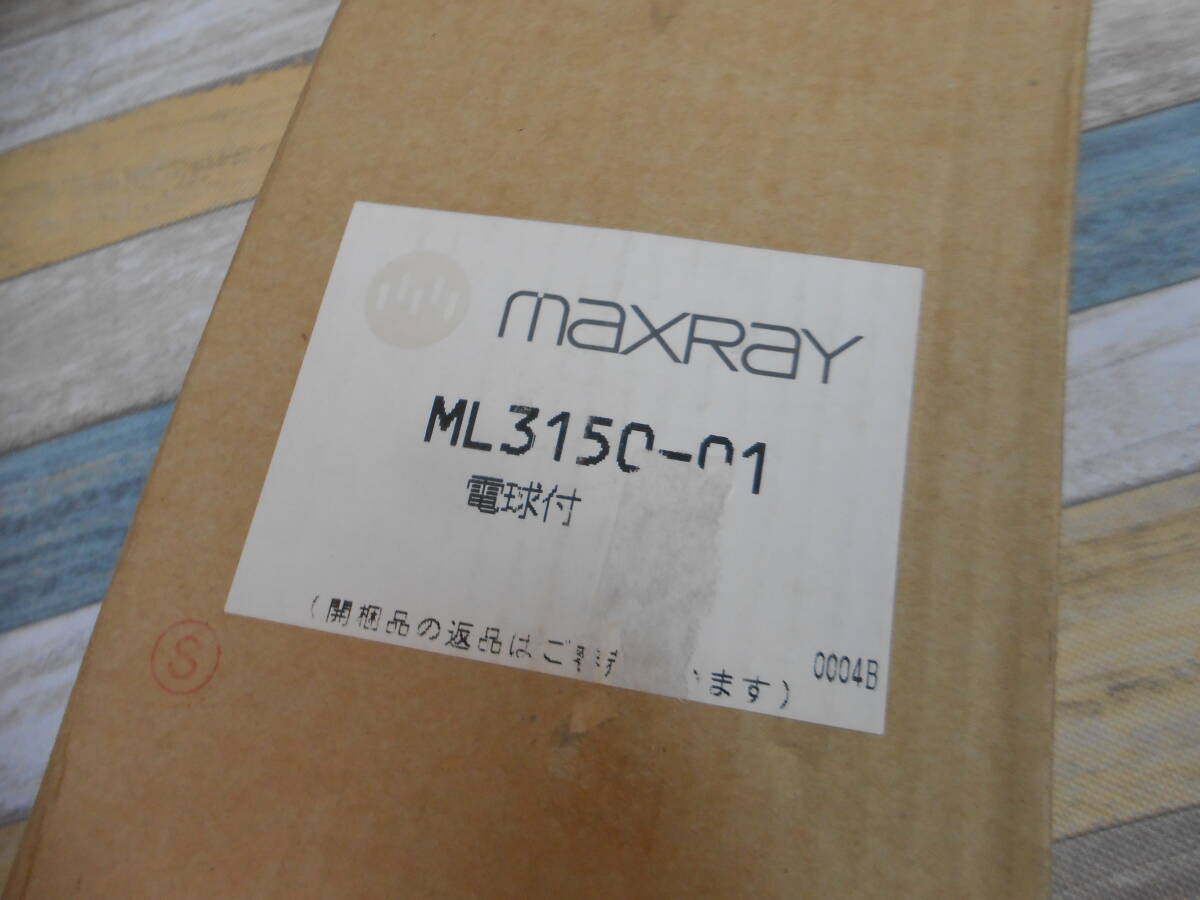 maxRay
ML3150-01
電球付
(開梱品の返品はご
ます)
0004B
S